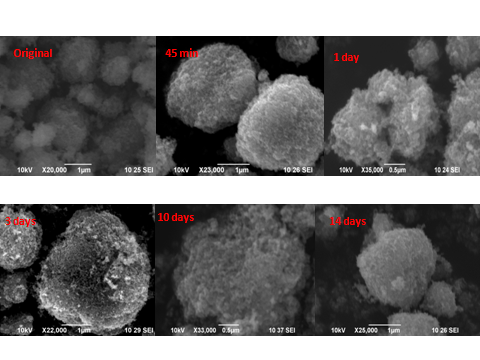 Original
45 min
1 day
10kV X20,000 1µm 10 25 SEI
10kV X23,000 1µm 10 26 SEI
10kV X35,000 0.5µm 10 24 SEI
days
10 days
days
10kV X22,000 1µm 10 29 SEI
10kV X33,000 0.5µm 10 37 SEI
10kV X25,000 1µm 10 26 SEI